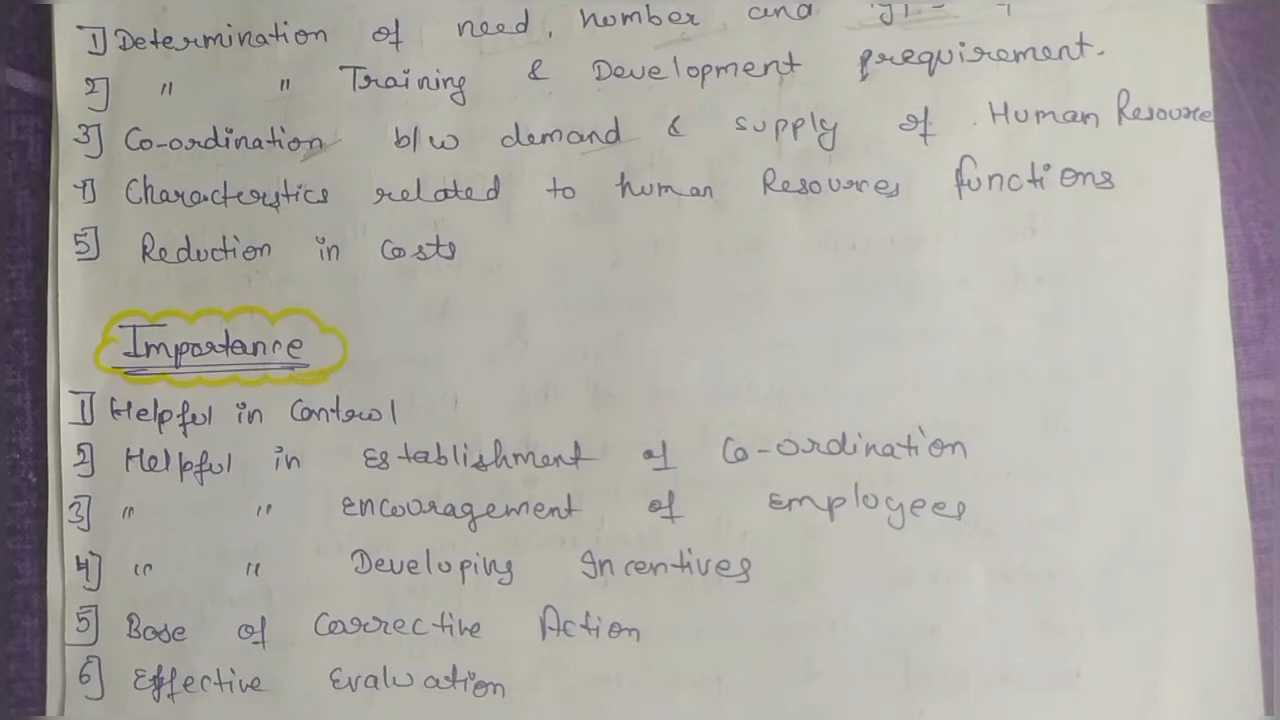 1] Determination of need, number and
2] " " Training & Development prequirement.
3] Co-ordination b/w demand & supply of Human Resource
4] Characterstics related to human Resources functions
5] Reduction in Costs
Importance
1] Helpful in Control
2] Helpful in Establishment of Co-ordination
3] " " Encouragement of Employees
4] " " Developing Incentives
5] Base of Corrective Action
6] Effective Evaluation